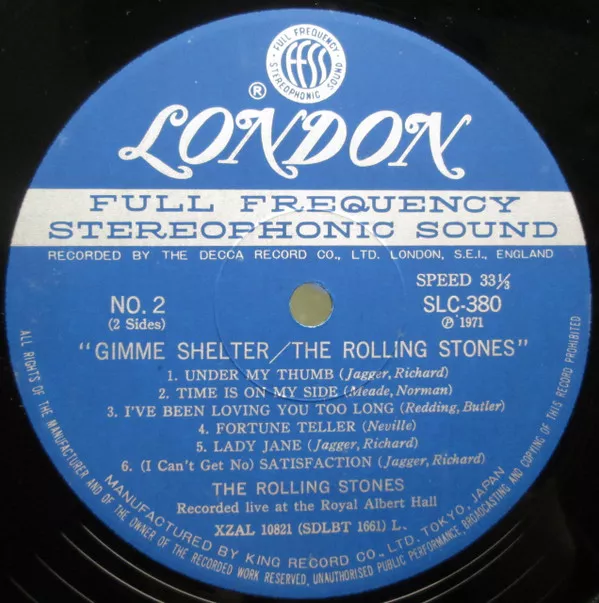 FULL FREQUENCY
ffss
STEREOPHONIC SOUND
®
LONDON
FULL FREQUENCY
STEREOPHONIC SOUND
RECORDED BY THE DECCA RECORD CO., LTD. LONDON, S.E.I., ENGLAND
SPEED 33⅓
NO. 2
SLC-380
(2 Sides)
℗ 1971
"GIMME SHELTER/THE ROLLING STONES"
1. UNDER MY THUMB (Jagger, Richard)
2. TIME IS ON MY SIDE (Meade, Norman)
3. I'VE BEEN LOVING YOU TOO LONG (Redding, Butler)
4. FORTUNE TELLER (Neville)
5. LADY JANE (Jagger, Richard)
6. (I Can't Get No) SATISFACTION (Jagger, Richard)
THE ROLLING STONES
Recorded live at the Royal Albert Hall
XZAL 10821 (SDLBT 1661) L.
MANUFACTURED BY KING RECORD CO., LTD. TOKYO, JAPAN
ALL RIGHTS OF THE MANUFACTURER AND OF THE OWNER OF THE RECORDED WORK RESERVED, UNAUTHORISED PUBLIC PERFORMANCE, BROADCASTING AND COPYING OF THIS RECORD PROHIBITED